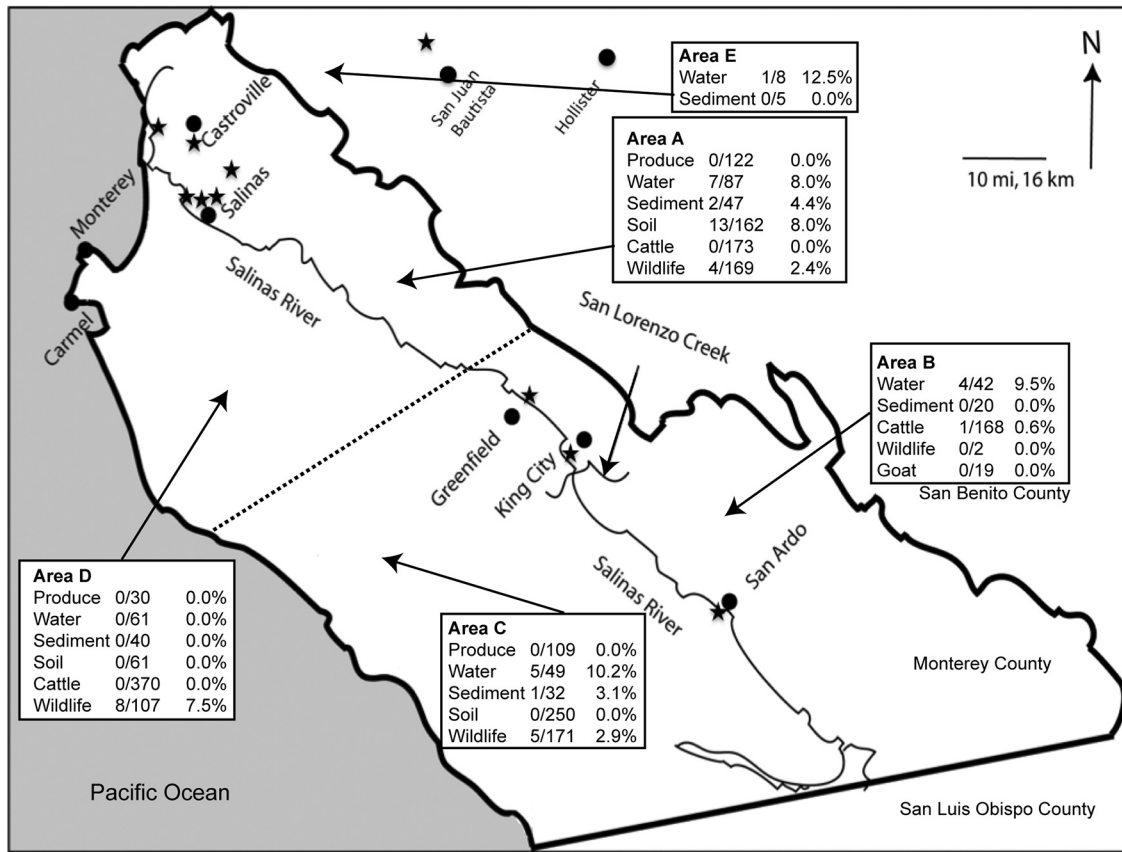 Area E
Water 1/8 12.5%
Sediment 0/5 0.0%
San Juan
Bautista
Hollister
N
10 mi, 16 km
Castroville
Monterey
Salinas
Carmel
Salinas River
Area A
Produce 0/122 0.0%
Water 7/87 8.0%
Sediment 2/47 4.4%
Soil 13/162 8.0%
Cattle 0/173 0.0%
Wildlife 4/169 2.4%
San Lorenzo Creek
Area B
Water 4/42 9.5%
Sediment 0/20 0.0%
Cattle 1/168 0.6%
Wildlife 0/2 0.0%
Goat 0/19 0.0%
San Benito County
Greenfield
King City
San Ardo
Salinas River
Area D
Produce 0/30 0.0%
Water 0/61 0.0%
Sediment 0/40 0.0%
Soil 0/61 0.0%
Cattle 0/370 0.0%
Wildlife 8/107 7.5%
Area C
Produce 0/109 0.0%
Water 5/49 10.2%
Sediment 1/32 3.1%
Soil 0/250 0.0%
Wildlife 5/171 2.9%
Monterey County
Pacific Ocean
San Luis Obispo County